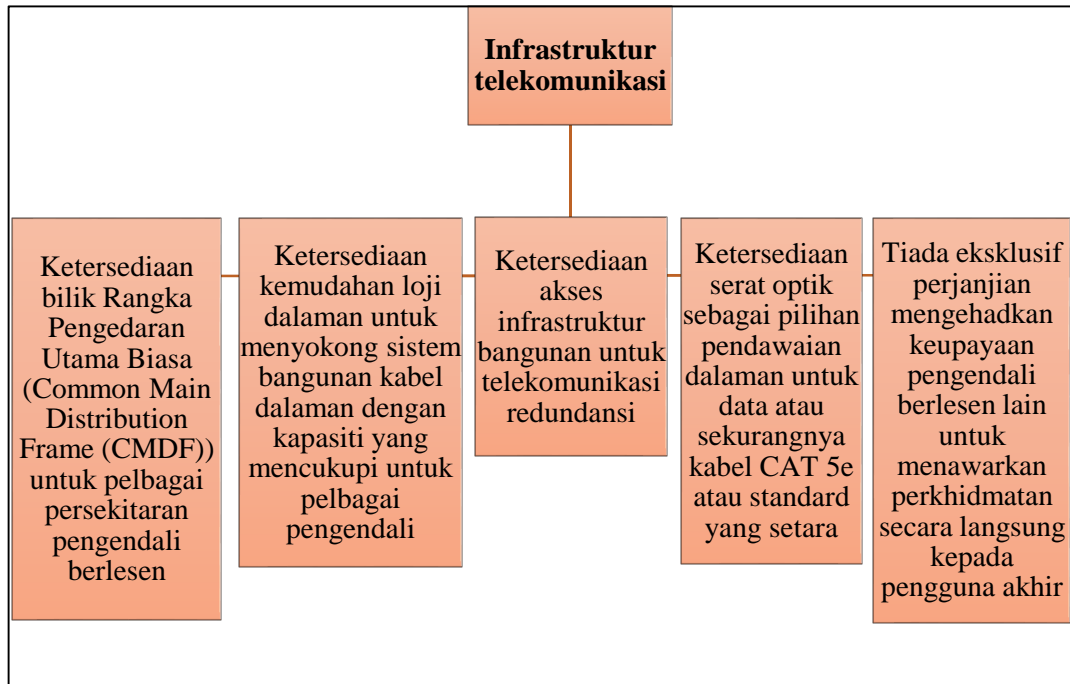 Infrastruktur
telekomunikasi
Ketersediaan
bilik Rangka
Pengedaran
Utama Biasa
(Common Main
Distribution
Frame (CMDF))
untuk pelbagai
persekitaran
pengendali
berlesen
Ketersediaan
kemudahan loji
dalaman untuk
menyokong sistem
bangunan kabel
dalaman dengan
kapasiti yang
mencukupi untuk
pelbagai
pengendali
Ketersediaan
akses
infrastruktur
bangunan untuk
telekomunikasi
redundansi
Ketersediaan
serat optik
sebagai pilihan
pendawaian
dalaman untuk
data atau
sekurangnya
kabel CAT 5e
atau standard
yang setara
Tiada eksklusif
perjanjian
mengehadkan
keupayaan
pengendali
berlesen lain
untuk
menawarkan
perkhidmatan
secara langsung
kepada
pengguna akhir